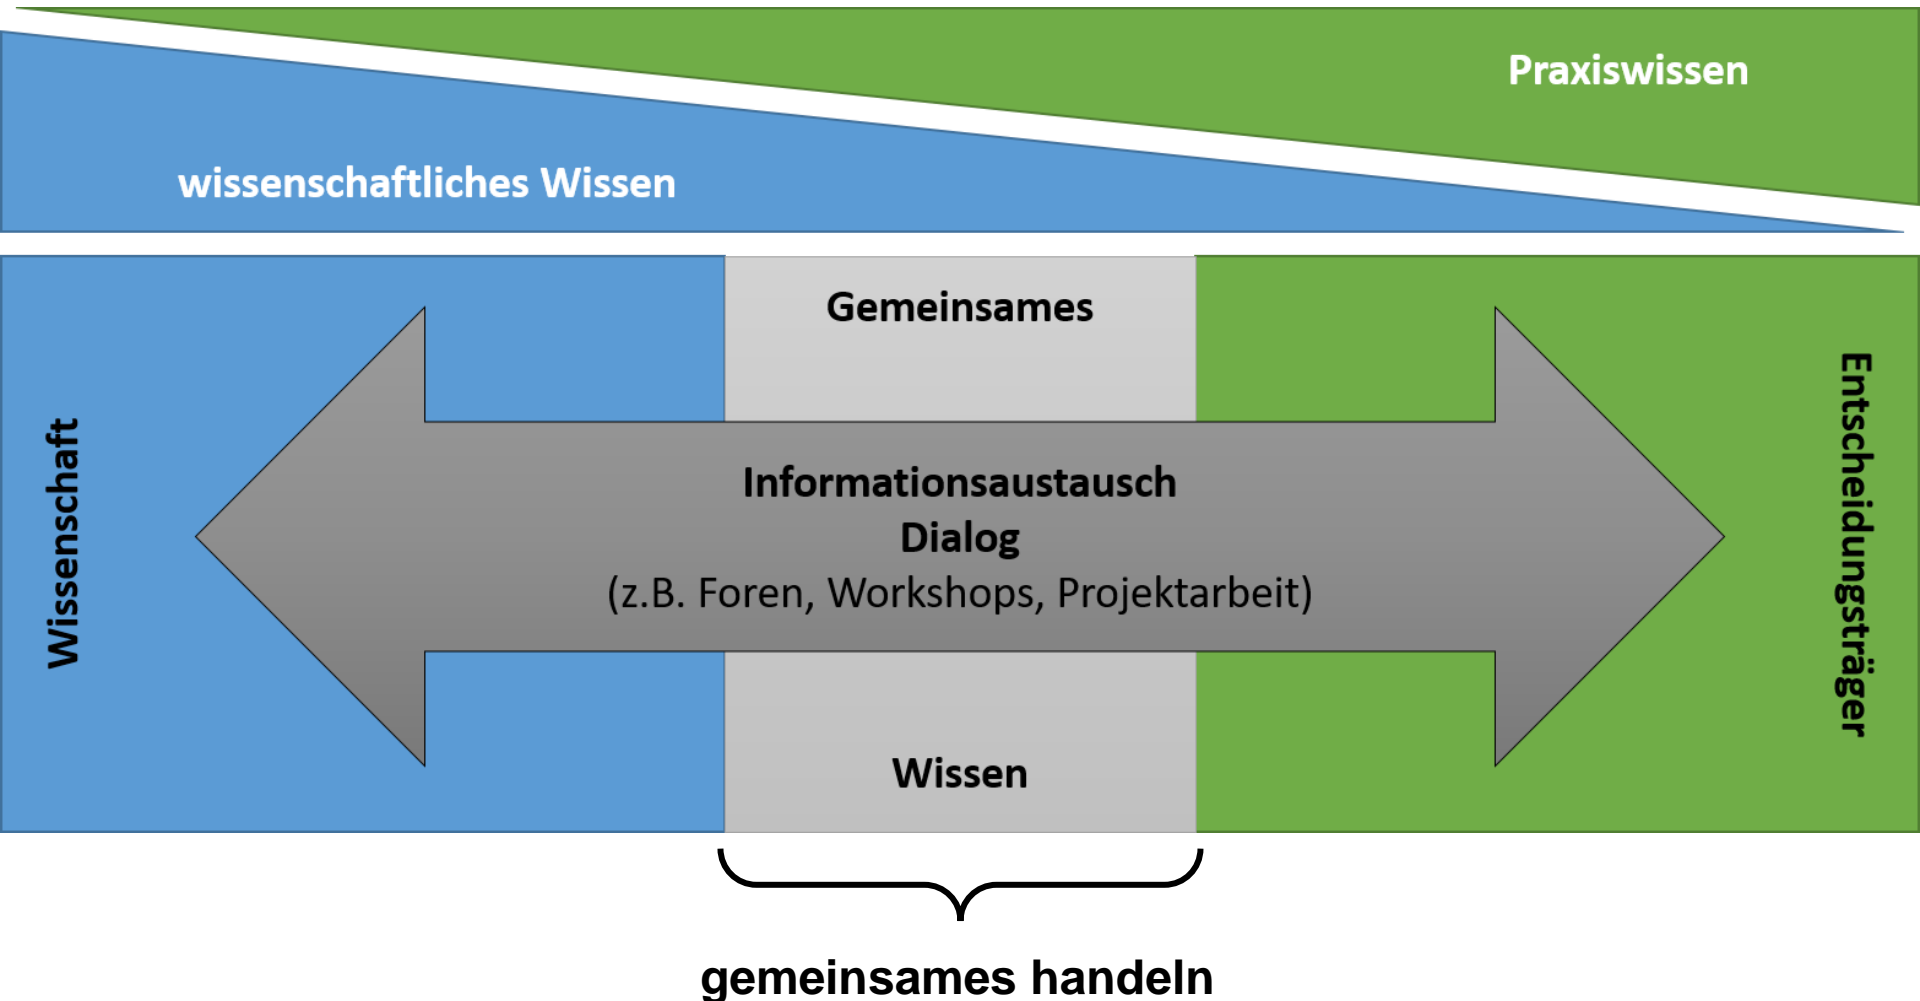 Praxiswissen
wissenschaftliches Wissen
Gemeinsames
Wissenschaft
Informationsaustausch
Dialog
(z.B. Foren, Workshops, Projektarbeit)
Entscheidungsträger
Wissen
gemeinsames handeln